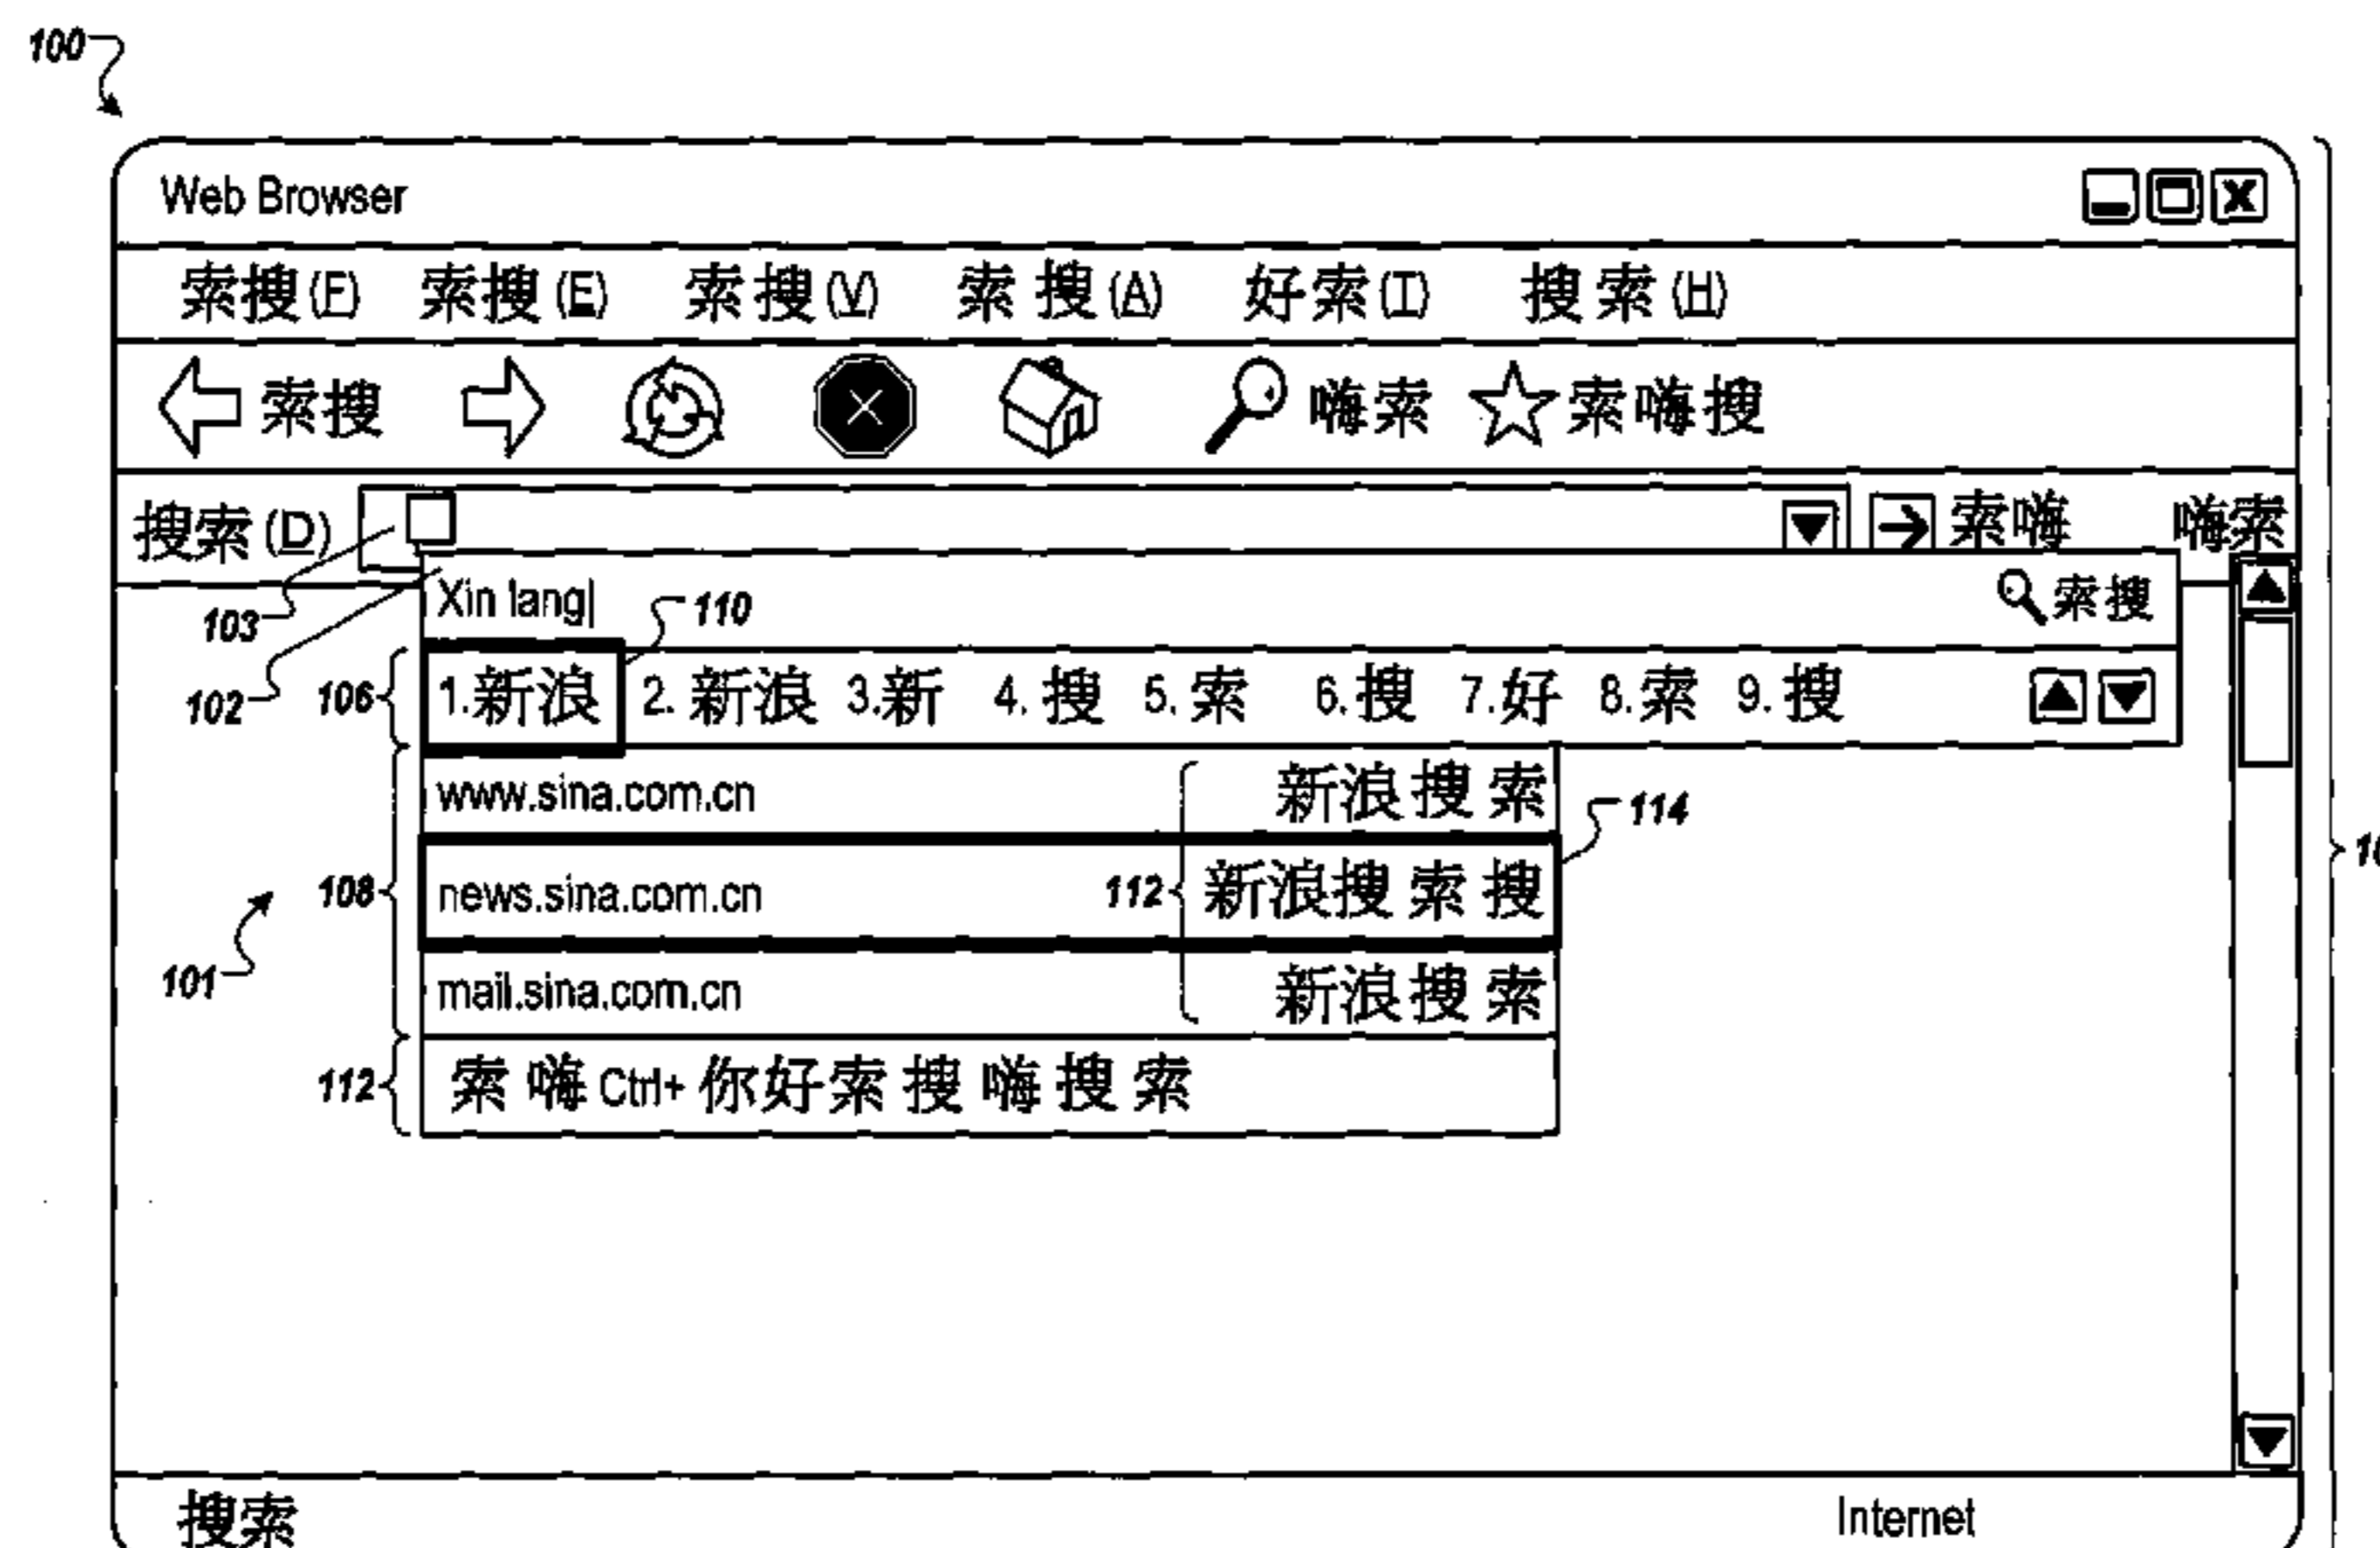 100
Web Browser
索搜(F) 索搜(E) 索搜(V) 索搜(A) 好索(T) 搜索(H)
索搜 嗨索 索嗨搜
搜索(D) 索嗨 嗨索
103
Xin lang 索搜
110
102
106 1.新浪 2. 新浪 3.新 4. 搜 5. 索 6. 搜 7.好 8. 索 9. 搜
www.sina.com.cn 新浪搜索
114
108 news.sina.com.cn 112 新浪搜索搜
101
mail.sina.com.cn 新浪搜索
112 索嗨 Ctrl+ 你好索搜嗨搜索
搜索 Internet